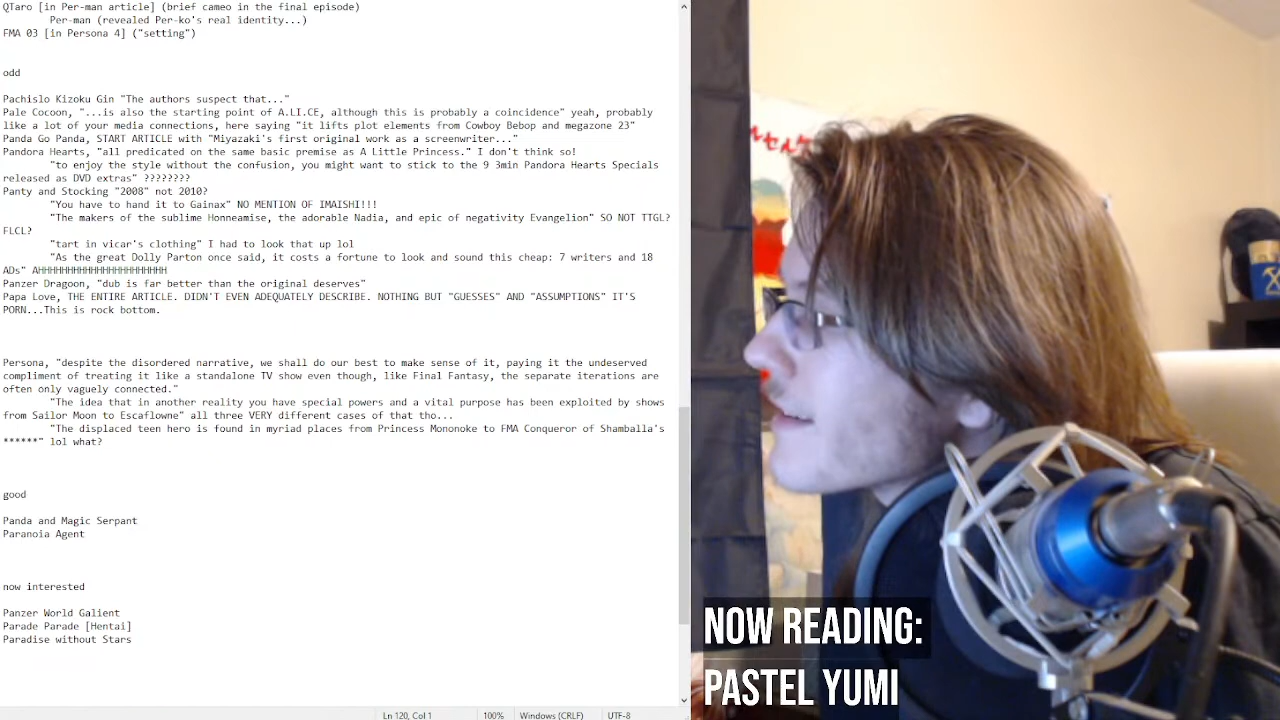 QTaro [in Per-man article] (brief cameo in the final episode)
Per-man (revealed Per-ko's real identity...)
FMA 03 [in Persona 4] ("setting")
odd
Pachislo Kizoku Gin "The authors suspect that..."
Pale Cocoon, "...is also the starting point of A.LI.CE, although this is probably a coincidence" yeah, probably
like a lot of your media connections, here saying "it lifts plot elements from Cowboy Bebop and megazone 23"
Panda Go Panda, START ARTICLE with "Miyazaki's first original work as a screenwriter..."
Pandora Hearts, "all predicated on the same basic premise as A Little Princess." I don't think so!
"to enjoy the style without the confusion, you might want to stick to the 9 3min Pandora Hearts Specials
released as DVD extras" ????????
Panty and Stocking "2008" not 2010?
"You have to hand it to Gainax" NO MENTION OF IMAISHI!!!
"The makers of the sublime Honneamise, the adorable Nadia, and epic of negativity Evangelion" SO NOT TTGL?
FLCL?
"tart in vicar's clothing" I had to look that up lol
"As the great Dolly Parton once said, it costs a fortune to look and sound this cheap: 7 writers and 18
ADs" AHHHHHHHHHHHHHHHHHHHHHH
Panzer Dragoon, "dub is far better than the original deserves"
Papa Love, THE ENTIRE ARTICLE. DIDN'T EVEN ADEQUATELY DESCRIBE. NOTHING BUT "GUESSES" AND "ASSUMPTIONS" IT'S
PORN...This is rock bottom.
Persona, "despite the disordered narrative, we shall do our best to make sense of it, paying it the undeserved
compliment of treating it like a standalone TV show even though, like Final Fantasy, the separate iterations are
often only vaguely connected."
"The idea that in another reality you have special powers and a vital purpose has been exploited by shows
from Sailor Moon to Escaflowne" all three VERY different cases of that tho...
"The displaced teen hero is found in myriad places from Princess Mononoke to FMA Conqueror of Shamballa's
******" lol what?
good
Panda and Magic Serpant
Paranoia Agent
now interested
Panzer World Galient
Parade Parade [Hentai]
Paradise without Stars
Ln 120, Col 1 100% Windows (CRLF) UTF-8
NOW READING:
PASTEL YUMI